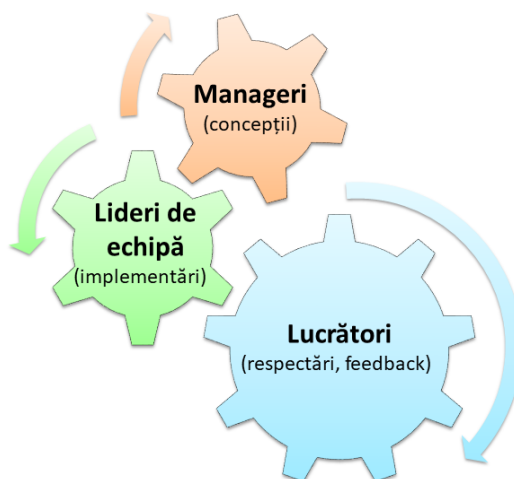 Manageri
(concepții)
Lideri de
echipă
(implementări)
Lucrători
(respectări, feedback)